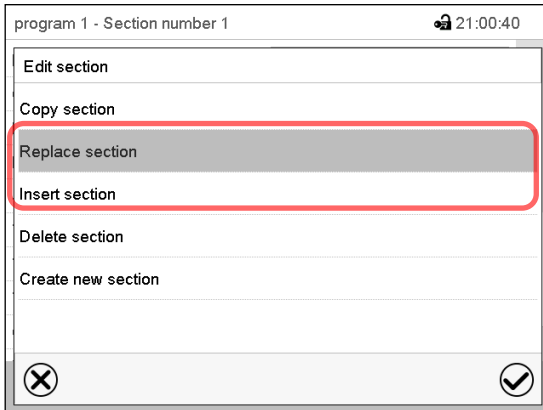 program 1 - Section number 1 21:00:40
Edit section
Copy section
Replace section
Insert section
Delete section
Create new section